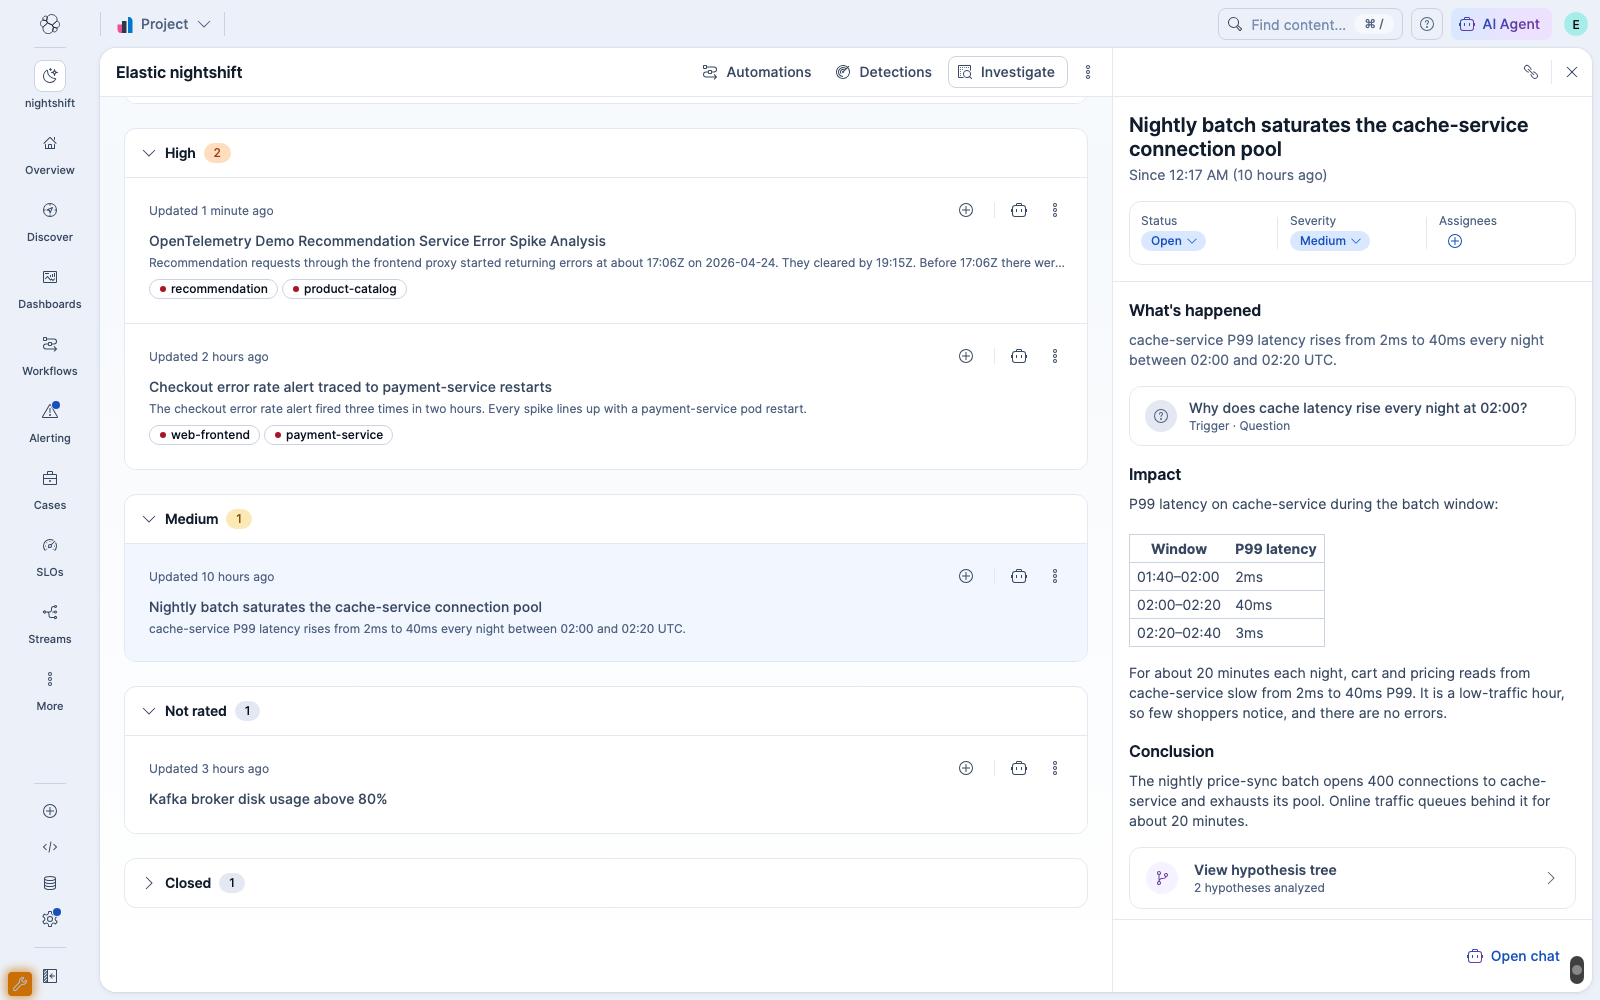 Project
Find content...
⌘ /
AI Agent
E
nightshift
Overview
Discover
Dashboards
Workflows
Alerting
Cases
SLOs
Streams
More
Elastic nightshift
Automations
Detections
Investigate
High 2
Updated 1 minute ago
OpenTelemetry Demo Recommendation Service Error Spike Analysis
Recommendation requests through the frontend proxy started returning errors at about 17:06Z on 2026-04-24. They cleared by 19:15Z. Before 17:06Z there wer...
recommendation
product-catalog
Updated 2 hours ago
Checkout error rate alert traced to payment-service restarts
The checkout error rate alert fired three times in two hours. Every spike lines up with a payment-service pod restart.
web-frontend
payment-service
Medium 1
Updated 10 hours ago
Nightly batch saturates the cache-service connection pool
cache-service P99 latency rises from 2ms to 40ms every night between 02:00 and 02:20 UTC.
Not rated 1
Updated 3 hours ago
Kafka broker disk usage above 80%
Closed 1
Nightly batch saturates the cache-service
connection pool
Since 12:17 AM (10 hours ago)
Status
Open
Severity
Medium
Assignees
What's happened
cache-service P99 latency rises from 2ms to 40ms every night
between 02:00 and 02:20 UTC.
Why does cache latency rise every night at 02:00?
Trigger · Question
Impact
P99 latency on cache-service during the batch window:
Window P99 latency
01:40–02:00 2ms
02:00–02:20 40ms
02:20–02:40 3ms
For about 20 minutes each night, cart and pricing reads from
cache-service slow from 2ms to 40ms P99. It is a low-traffic hour,
so few shoppers notice, and there are no errors.
Conclusion
The nightly price-sync batch opens 400 connections to cache-
service and exhausts its pool. Online traffic queues behind it for
about 20 minutes.
View hypothesis tree
2 hypotheses analyzed
Open chat